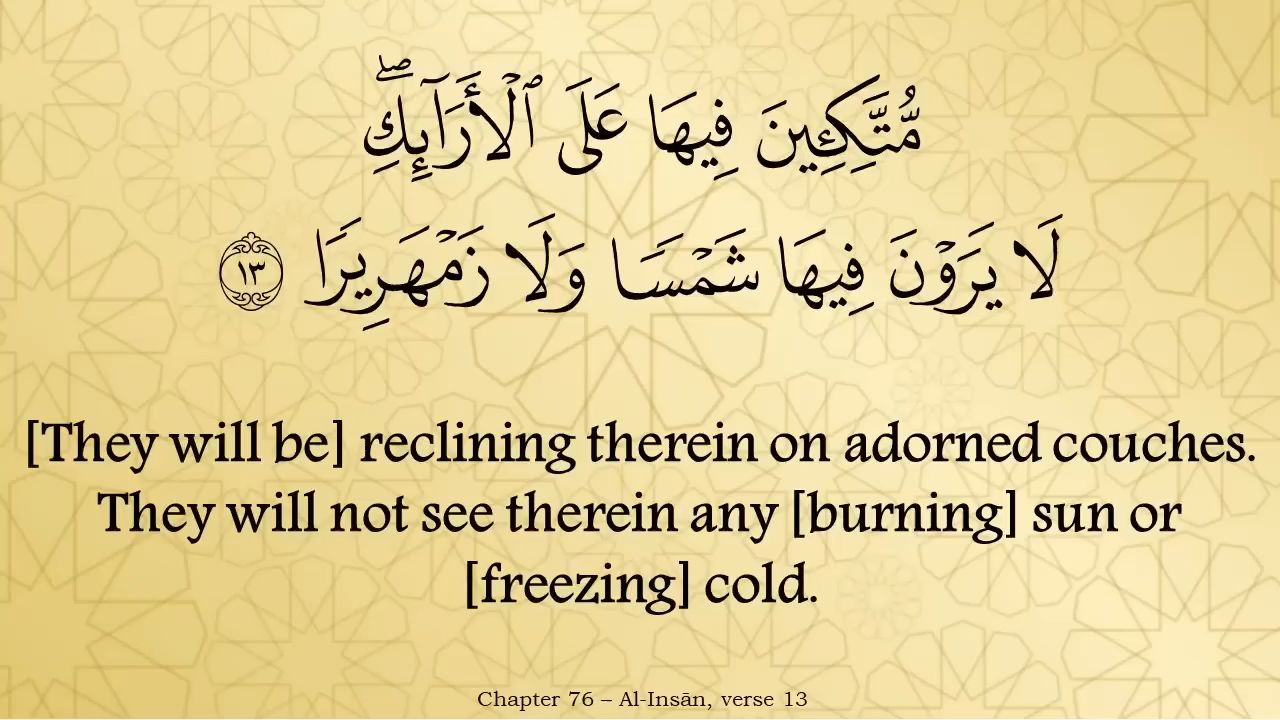 مُّتَّكِـِٔينَ فِيهَا عَلَى ٱلْأَرَآئِكِ ۖ
لَا يَرَوْنَ فِيهَا شَمْسًا وَلَا زَمْهَرِيرًا ١٣
[They will be] reclining therein on adorned couches.
They will not see therein any [burning] sun or
[freezing] cold.
Chapter 76 – Al-Insān, verse 13